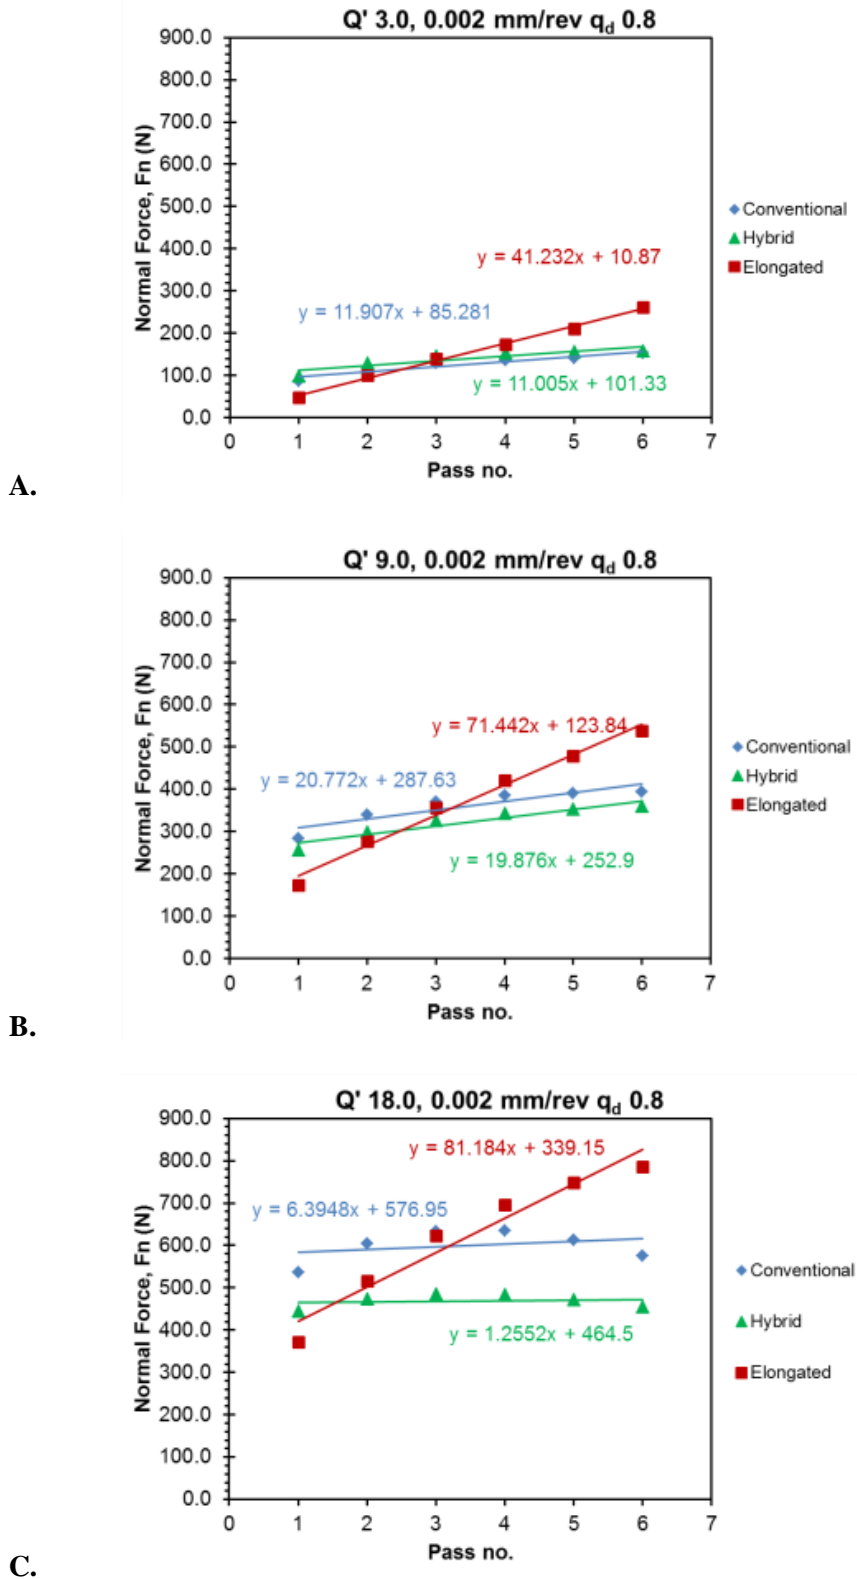 Q' 3.0, 0.002 mm/rev qd 0.8
900.0
800.0
700.0
600.0
500.0
400.0
300.0
200.0
100.0
0.0
Normal Force, Fn (N)
y = 41.232x + 10.87
y = 11.907x + 85.281
y = 11.005x + 101.33
Conventional
Hybrid
Elongated
0 1 2 3 4 5 6 7
Pass no.
A.
Q' 9.0, 0.002 mm/rev qd 0.8
900.0
800.0
700.0
600.0
500.0
400.0
300.0
200.0
100.0
0.0
Normal Force, Fn (N)
y = 71.442x + 123.84
y = 20.772x + 287.63
y = 19.876x + 252.9
Conventional
Hybrid
Elongated
0 1 2 3 4 5 6 7
Pass no.
B.
Q' 18.0, 0.002 mm/rev qd 0.8
900.0
800.0
700.0
600.0
500.0
400.0
300.0
200.0
100.0
0.0
Normal Force, Fn (N)
y = 81.184x + 339.15
y = 6.3948x + 576.95
y = 1.2552x + 464.5
Conventional
Hybrid
Elongated
0 1 2 3 4 5 6 7
Pass no.
C.